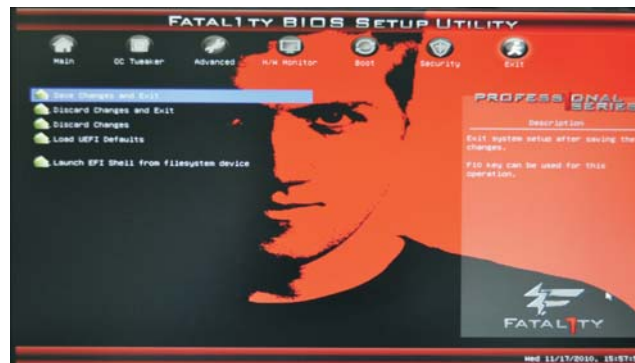 FATAL1TY BIOS SETUP UTILITY
Main
OC Tweaker
Advanced
H/W Monitor
Boot
Security
Exit
Save Changes and Exit
Discard Changes and Exit
Discard Changes
Load UEFI Defaults
Launch EFI Shell from filesystem device
PROFESSIONAL
SERIES
Description
Exit system setup after saving the
changes.
F10 key can be used for this
operation.
FATAL1TY
Wed 11/17/2010, 15:57: